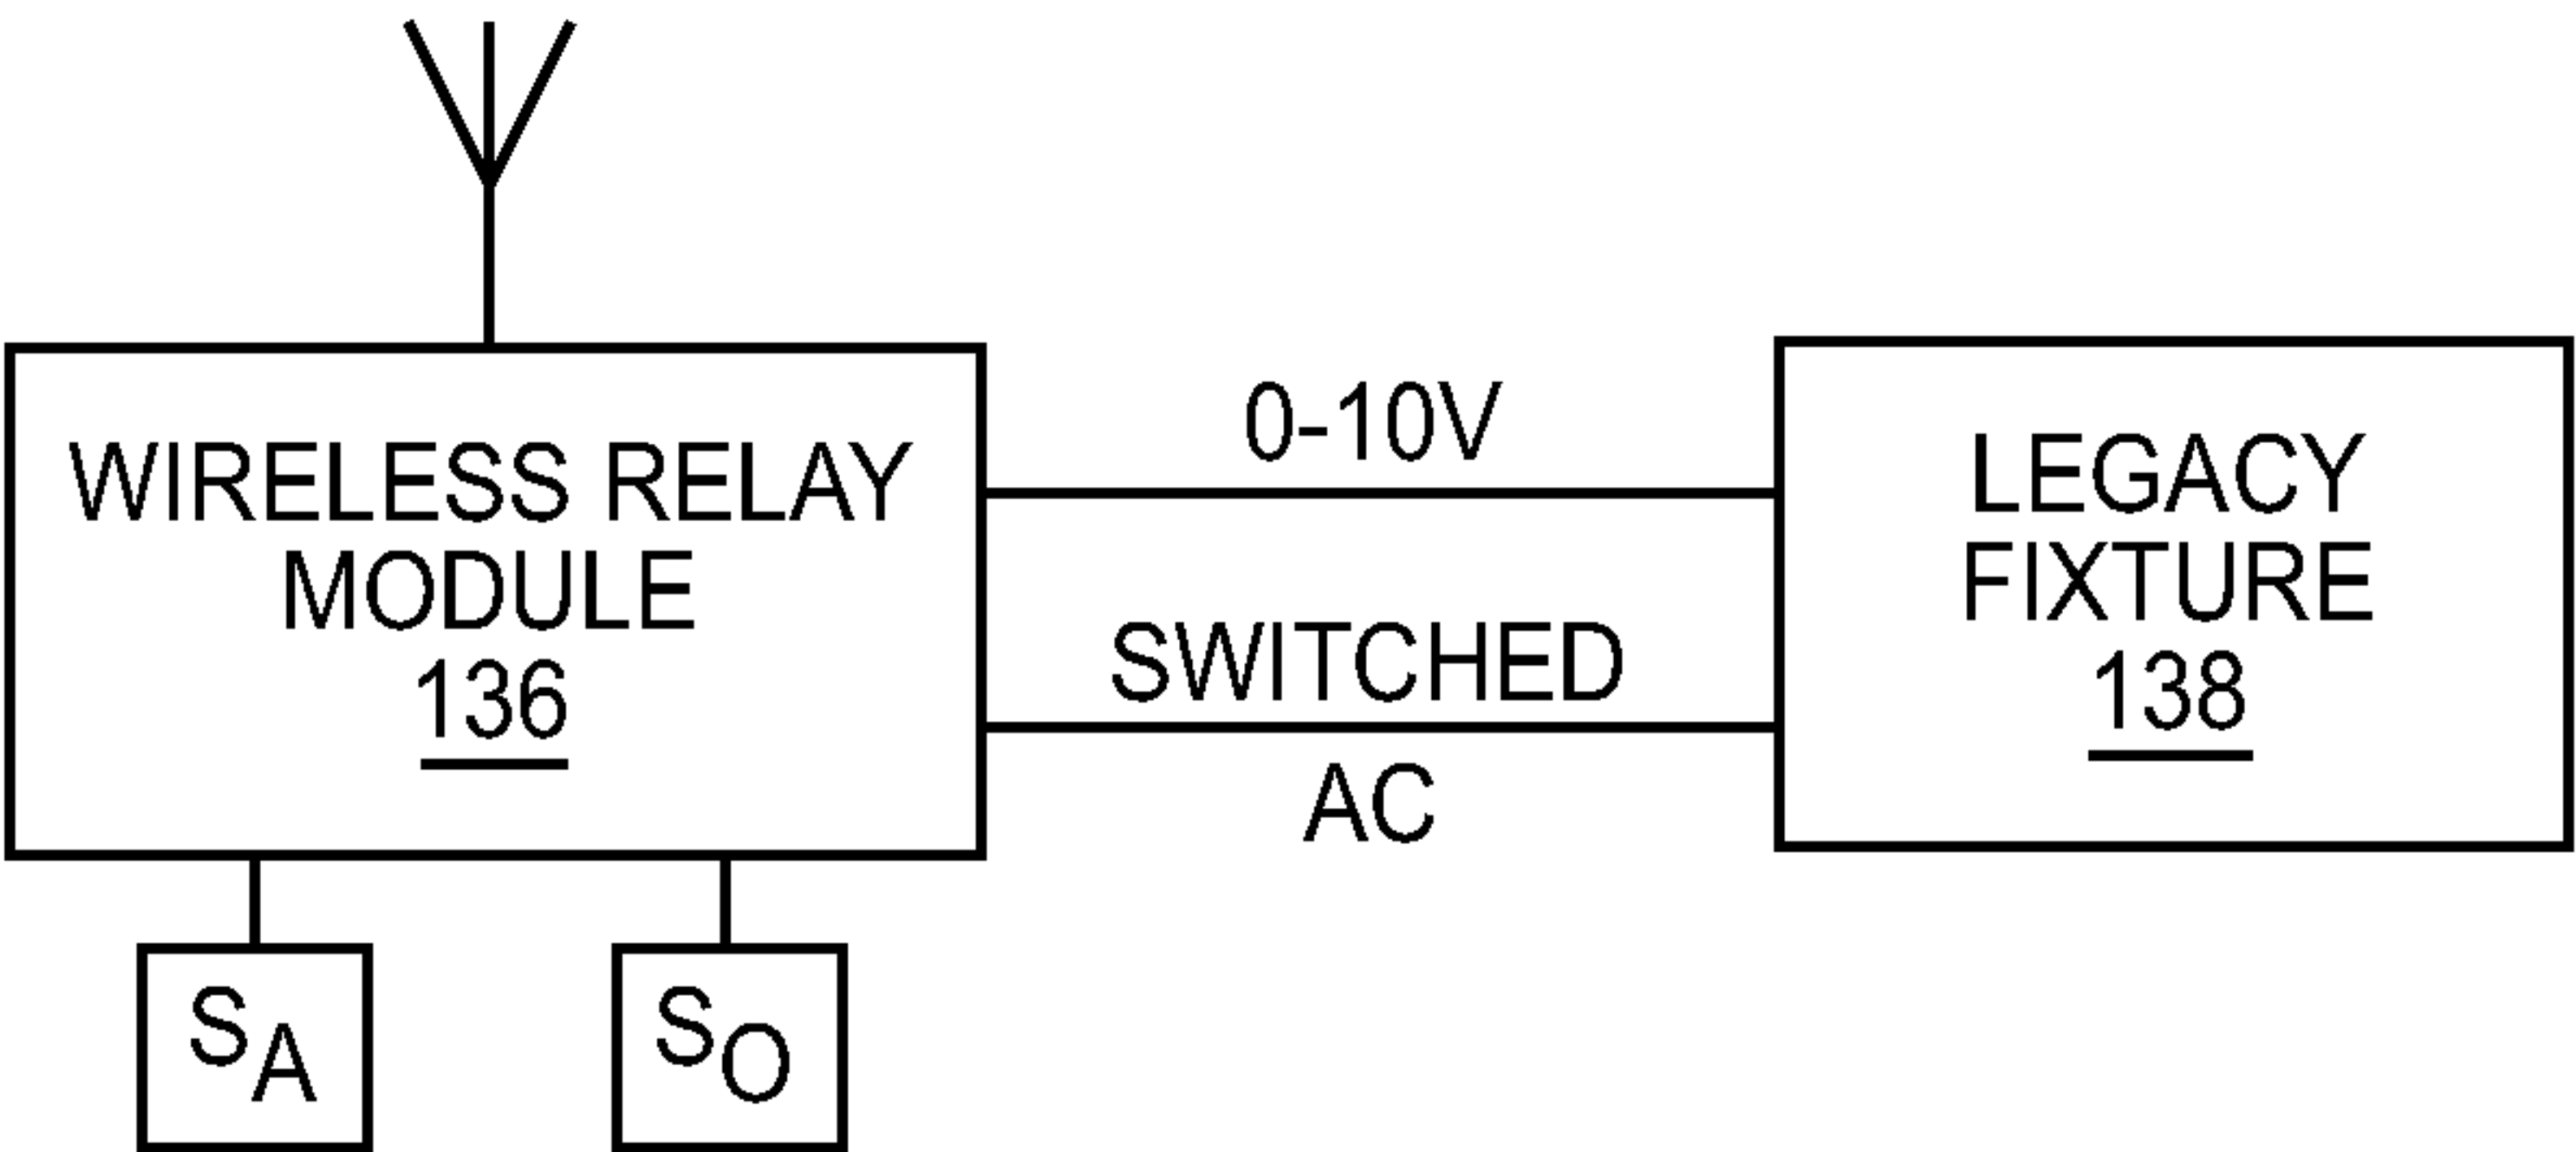 WIRELESS RELAY
MODULE
136
0-10V
SWITCHED
AC
LEGACY
FIXTURE
138
SA
SO